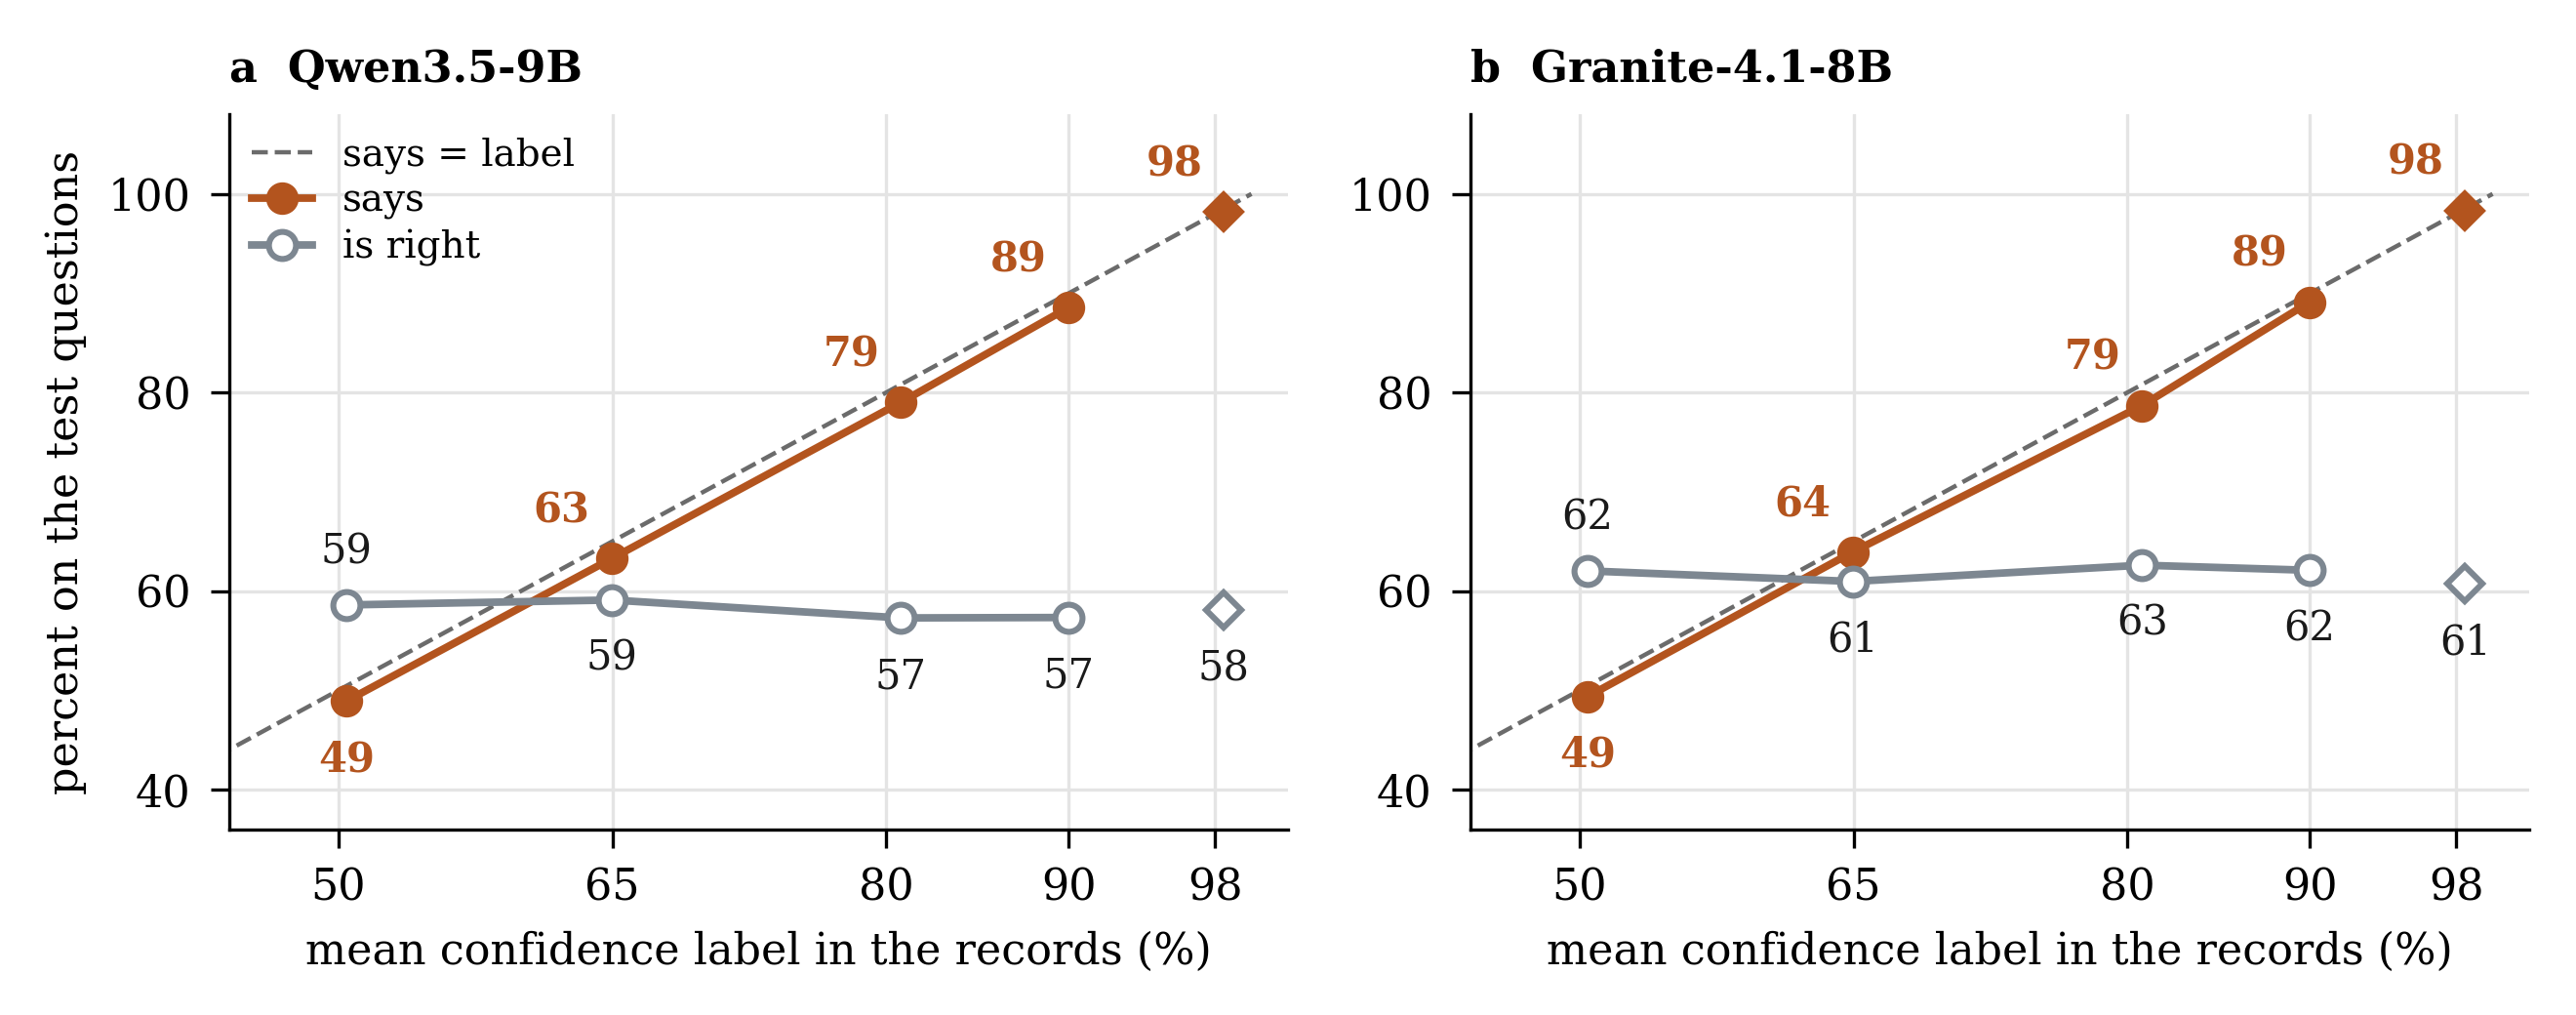 a Qwen3.5-9B
says = label
says
is right
percent on the test questions
100
80
60
40
98
89
79
63
49
59
59
57
57
58
50 65 80 90 98
mean confidence label in the records (%)
b Granite-4.1-8B
100
80
60
40
98
89
79
64
49
62
61
63
62
61
50 65 80 90 98
mean confidence label in the records (%)